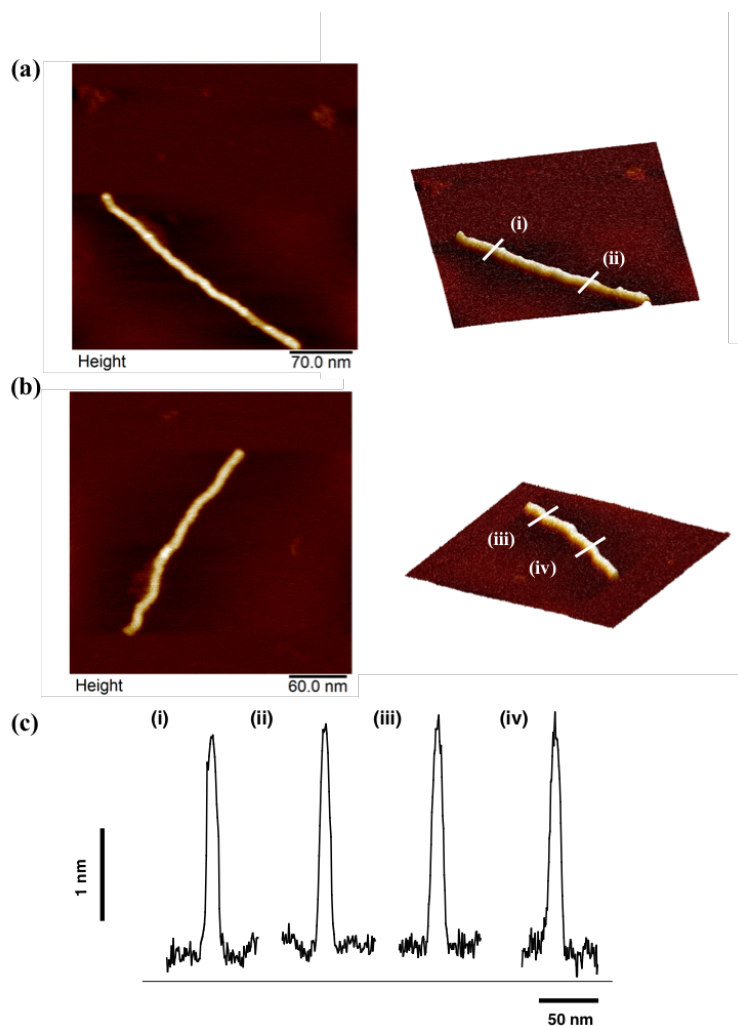 (a)
(i)
(ii)
Height
70.0 nm
(b)
(iii)
(iv)
Height
60.0 nm
(c)
(i)
(ii)
(iii)
(iv)
1 nm
50 nm